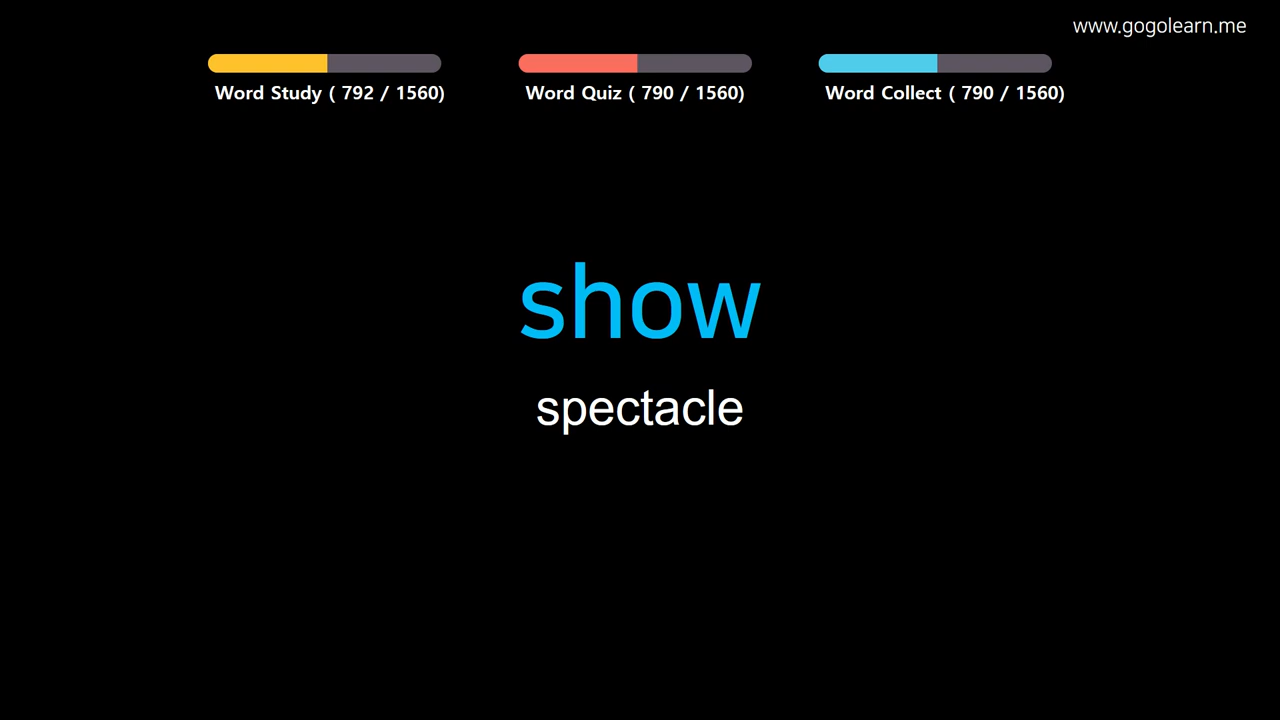 www.gogolearn.me
Word Study ( 792 / 1560)
Word Quiz ( 790 / 1560)
Word Collect ( 790 / 1560)
show
spectacle